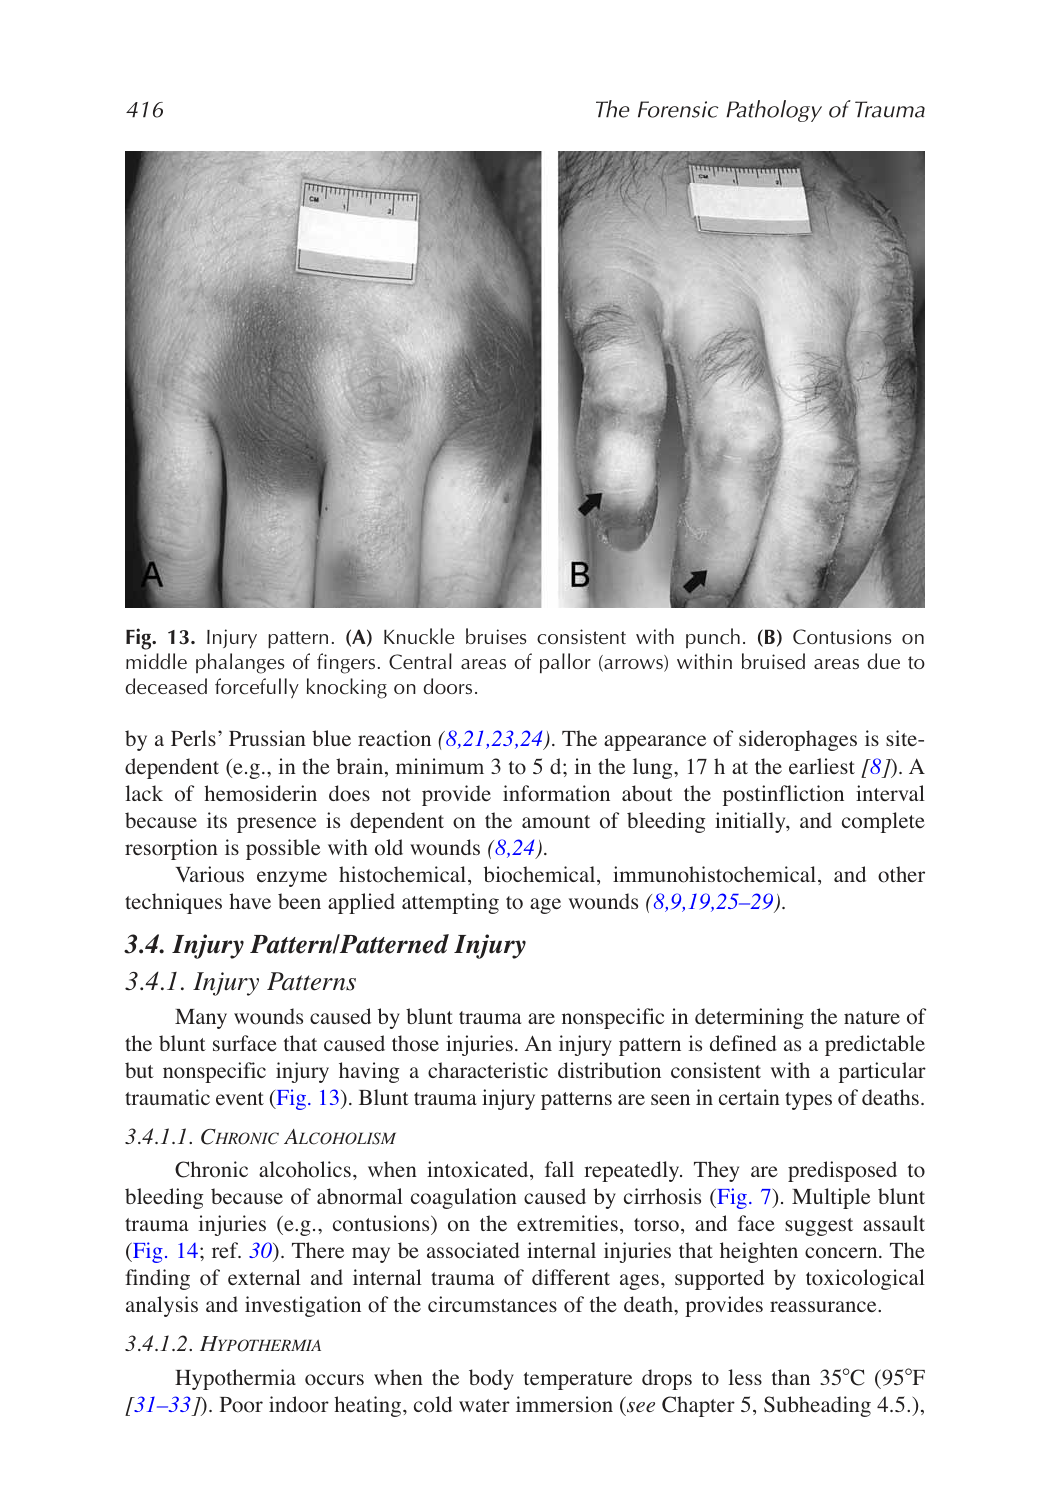 416
The Forensic Pathology of Trauma
CM
1
2
A
CM
1
2
B
Fig. 13. Injury pattern. (A) Knuckle bruises consistent with punch. (B) Contusions on
middle phalanges of fingers. Central areas of pallor (arrows) within bruised areas due to
deceased forcefully knocking on doors.
by a Perls’ Prussian blue reaction (8,21,23,24). The appearance of siderophages is site-
dependent (e.g., in the brain, minimum 3 to 5 d; in the lung, 17 h at the earliest [8]). A
lack of hemosiderin does not provide information about the postinfliction interval
because its presence is dependent on the amount of bleeding initially, and complete
resorption is possible with old wounds (8,24).
Various enzyme histochemical, biochemical, immunohistochemical, and other
techniques have been applied attempting to age wounds (8,9,19,25–29).
3.4. Injury Pattern/Patterned Injury
3.4.1. Injury Patterns
Many wounds caused by blunt trauma are nonspecific in determining the nature of
the blunt surface that caused those injuries. An injury pattern is defined as a predictable
but nonspecific injury having a characteristic distribution consistent with a particular
traumatic event (Fig. 13). Blunt trauma injury patterns are seen in certain types of deaths.
3.4.1.1. Chronic Alcoholism
Chronic alcoholics, when intoxicated, fall repeatedly. They are predisposed to
bleeding because of abnormal coagulation caused by cirrhosis (Fig. 7). Multiple blunt
trauma injuries (e.g., contusions) on the extremities, torso, and face suggest assault
(Fig. 14; ref. 30). There may be associated internal injuries that heighten concern. The
finding of external and internal trauma of different ages, supported by toxicological
analysis and investigation of the circumstances of the death, provides reassurance.
3.4.1.2. Hypothermia
Hypothermia occurs when the body temperature drops to less than 35°C (95°F
[31–33]). Poor indoor heating, cold water immersion (see Chapter 5, Subheading 4.5.),